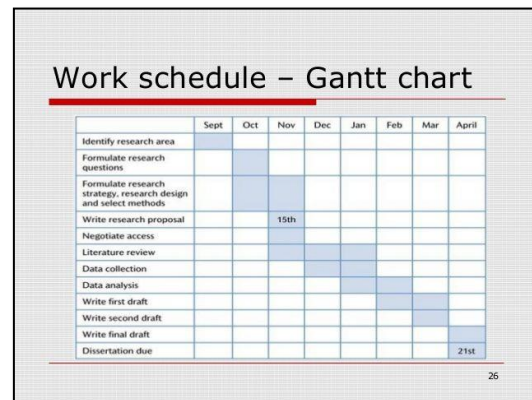 Work schedule – Gantt chart
Sept Oct Nov Dec Jan Feb Mar April
Identify research area
Formulate research
questions
Formulate research
strategy, research design
and select methods
Write research proposal 15th
Negotiate access
Literature review
Data collection
Data analysis
Write first draft
Write second draft
Write final draft
Dissertation due 21st
26